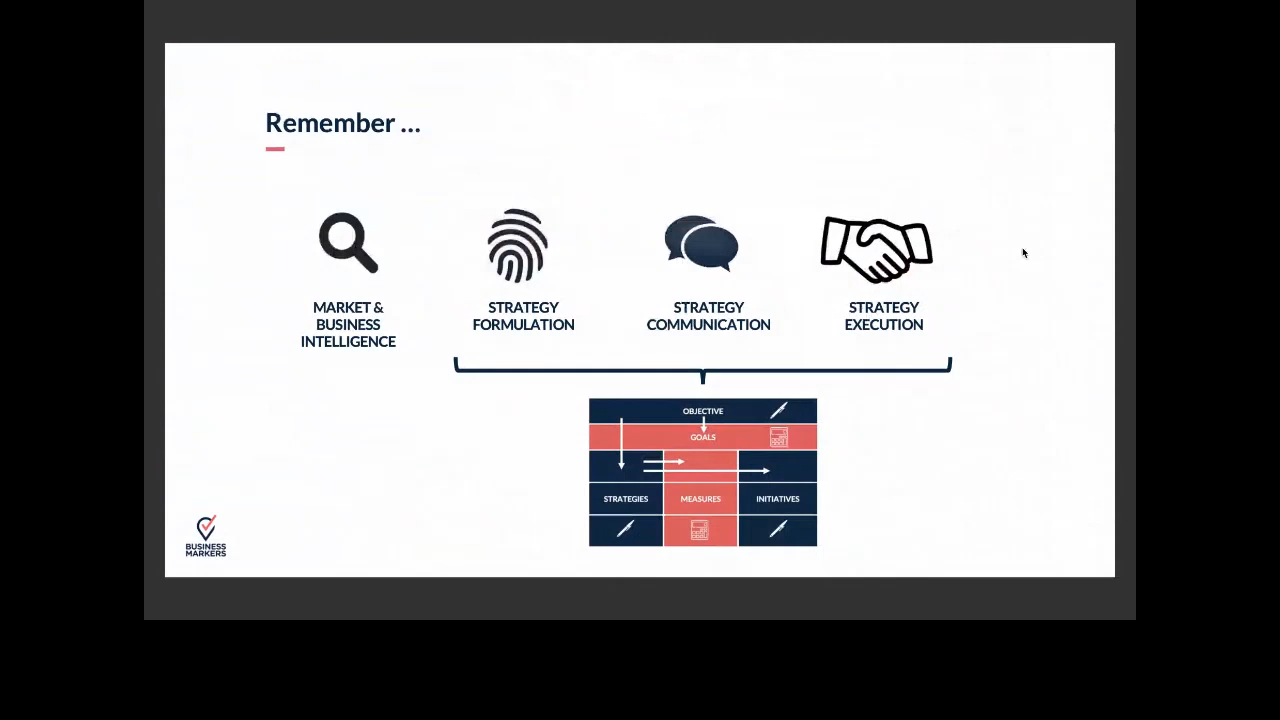 Remember ...
MARKET &
BUSINESS
INTELLIGENCE
STRATEGY
FORMULATION
STRATEGY
COMMUNICATION
STRATEGY
EXECUTION
OBJECTIVE
GOALS
STRATEGIES
MEASURES
INITIATIVES
BUSINESS
MARKERS